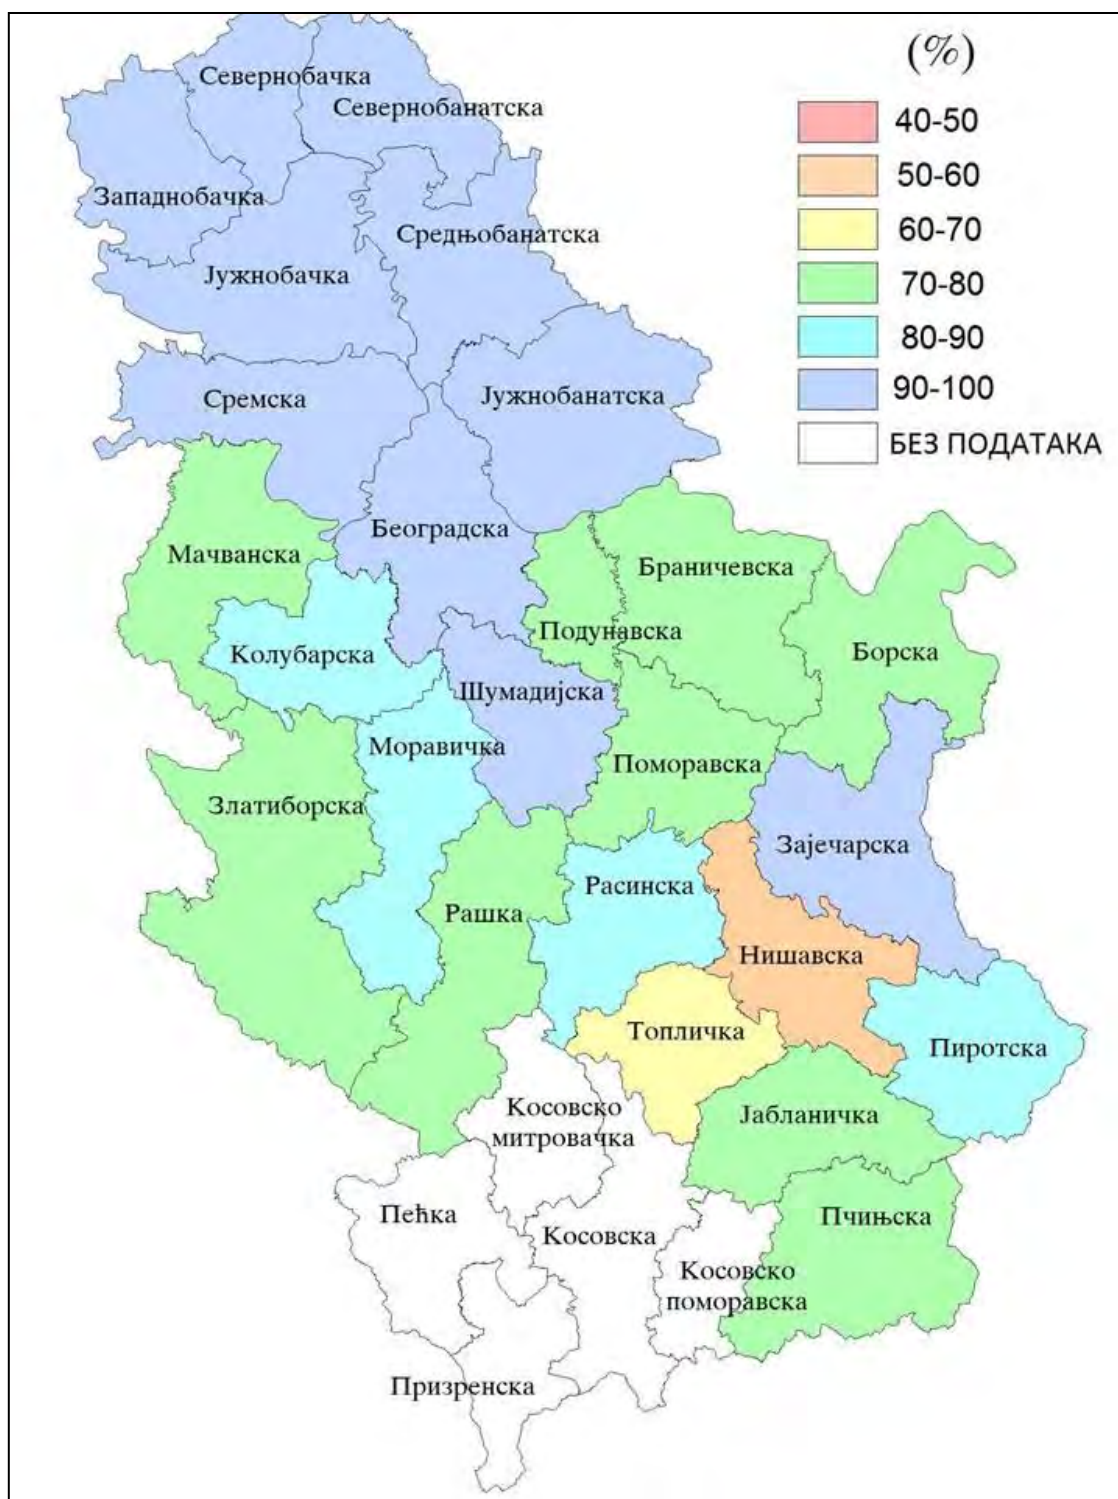 (%)
40-50
50-60
60-70
70-80
80-90
90-100
БЕЗ ПОДАТАКА
Севернобачка
Севернобанатска
Западнобачка
Средњобанатска
Јужнобачка
Сремска
Јужнобанатска
Београдска
Мачванска
Браничевска
Подунавска
Колубарска
Борска
Шумадијска
Моравичка
Поморавска
Златиборска
Зајечарска
Расинска
Рашка
Нишавска
Топличка
Пиротска
Косовско
митровачка
Јабланичка
Пећка
Косовска
Пчињска
Косовско
поморавска
Призренска